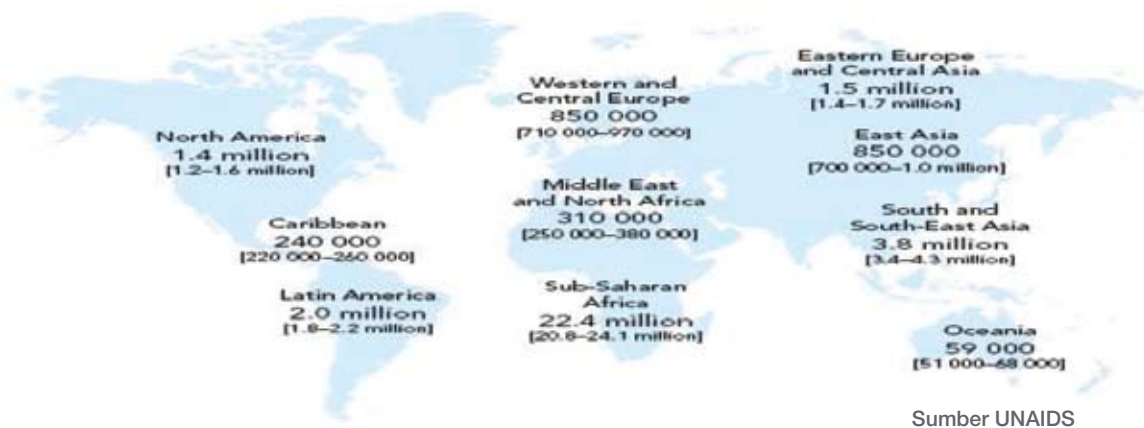 Eastern Europe
and Central Asia
1.5 million
[1.4–1.7 million]
Western and
Central Europe
850 000
[710 000–970 000]
North America
1.4 million
[1.2–1.6 million]
East Asia
850 000
[700 000–1.0 million]
Middle East
and North Africa
310 000
[250 000–380 000]
Caribbean
240 000
[220 000–260 000]
South and
South-East Asia
3.8 million
[3.4–4.3 million]
Latin America
2.0 million
[1.8–2.2 million]
Sub-Saharan
Africa
22.4 million
[20.8–24.1 million]
Oceania
59 000
[51 000–68 000]
Sumber UNAIDS